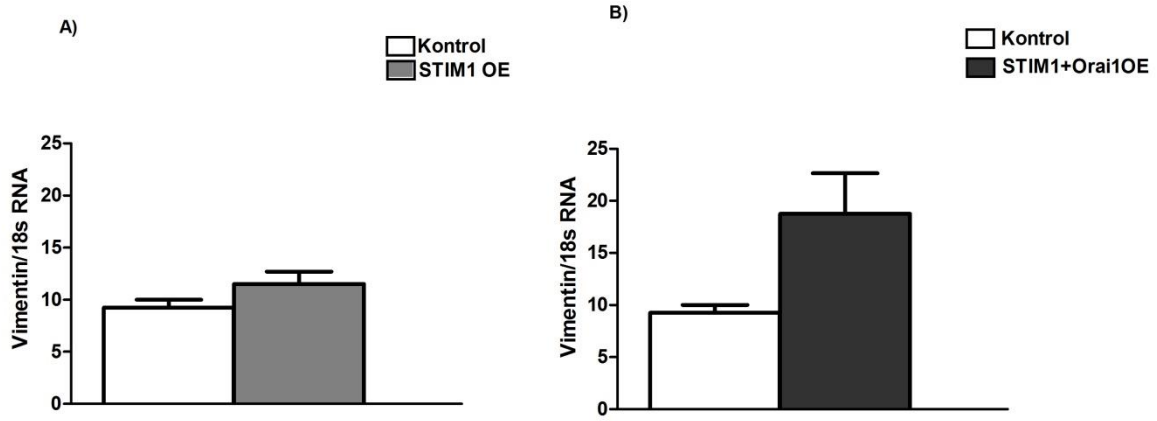 A)
Kontrol
STIM1 OE
Vimentin/18s RNA
25
20
15
10
5
0
B)
Kontrol
STIM1+Orai1OE
Vimentin/18s RNA
25
20
15
10
5
0